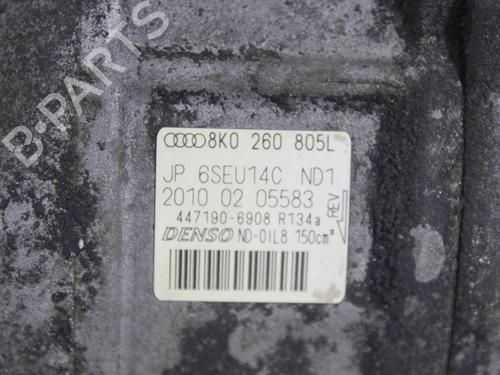 B-PARTS
8K0 260 805L
JP 6SEU14C ND1
2010 02 05583
REV
447190-6908 R134a
DENSO ND-OIL8 150cm³